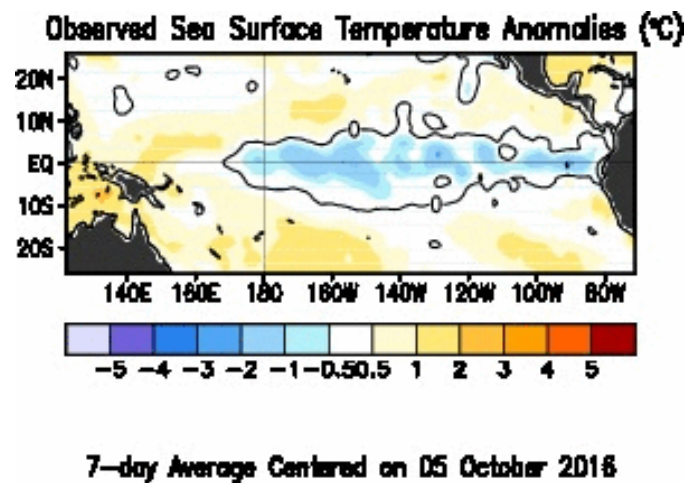 Observed Sea Surface Temperature Anomalies (°C)
20N
10N
EQ
10S
20S
140E 160E 180 160W 140W 120W 100W 80W
-5 -4 -3 -2 -1 -0.5 0.5 1 2 3 4 5
7-day Average Centered on 05 October 2016